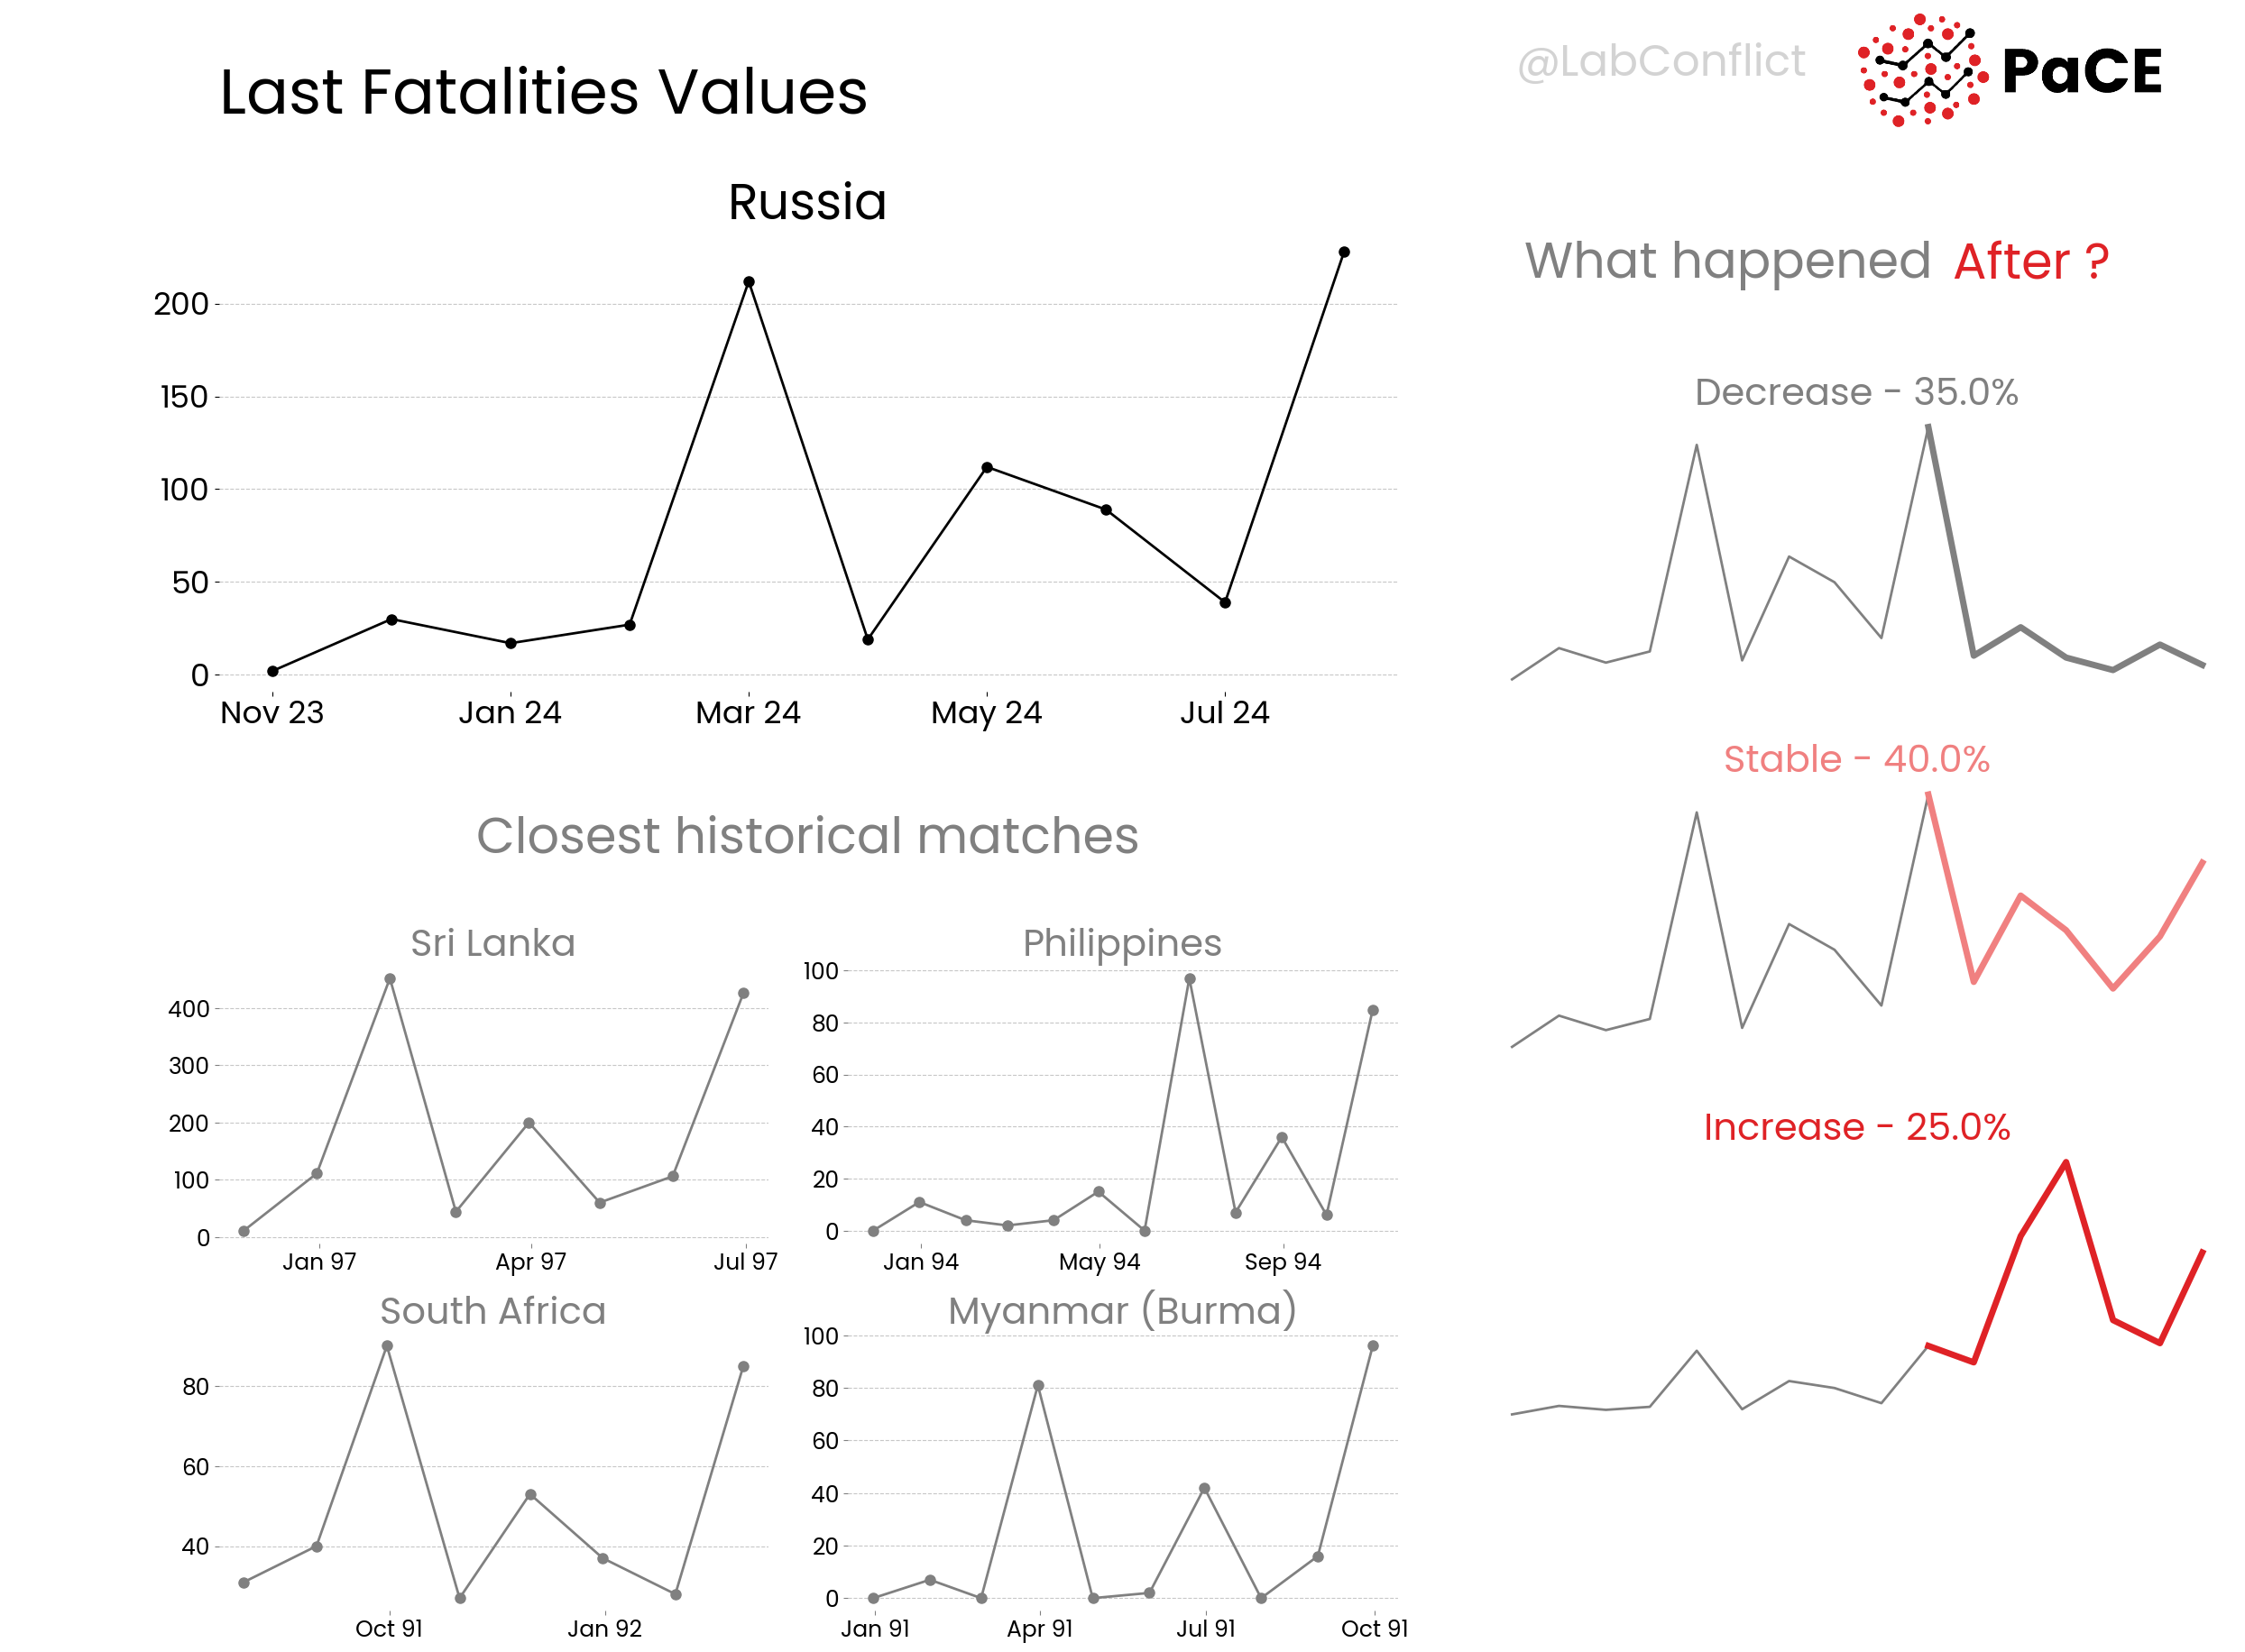 Last Fatalities Values
@LabConflict
PaCE
Russia
200
150
100
50
0
Nov 23 Jan 24 Mar 24 May 24 Jul 24
What happened After ?
Decrease - 35.0%
Stable - 40.0%
Increase - 25.0%
Closest historical matches
Sri Lanka
400
300
200
100
0
Jan 97 Apr 97 Jul 97
Philippines
100
80
60
40
20
0
Jan 94 May 94 Sep 94
South Africa
80
60
40
Oct 91 Jan 92
Myanmar (Burma)
100
80
60
40
20
0
Jan 91 Apr 91 Jul 91 Oct 91